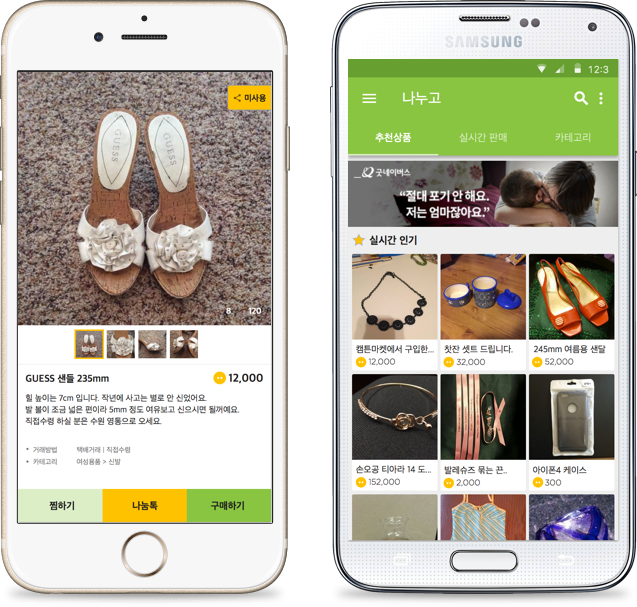 미사용
GUESS
GUESS
8
120
GUESS 샌들 235mm
12,000
힐 높이는 7cm 입니다. 작년에 사고는 별로 안 신었어요.
발 볼이 조금 넓은 편이라 5mm 정도 여유보고 신으시면 될꺼예요.
직접수령 하실 분은 수원 영통으로 오세요.
• 거래방법 택배거래 | 직접수령
• 카테고리 여성용품 > 신발
찜하기
나눔톡
구매하기
SAMSUNG
12:3
나누고
추천상품
실시간 판매
카테고리
굿네이버스
“절대 포기 안 해요.
저는 엄마잖아요.”
실시간 인기
캠튼마켓에서 구입한...
12,000
찻잔 셋트 드립니다.
32,000
245mm 여름용 샌달
52,000
손오공 티아라 14 도...
152,000
발레슈즈 묶는 끈..
2,000
아이폰4 케이스
300